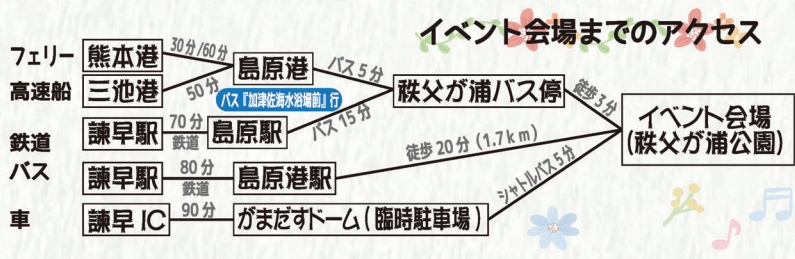 イベント会場までのアクセス
フェリー 熊本港 30分/60分 島原港 バス5分 秩父が浦バス停 徒歩3分 イベント会場
(秩父が浦公園)
高速船 三池港 50分
バス『加津佐海水浴場前』行
鉄道
バス
諫早駅 70分 鉄道 島原駅 バス15分
諫早駅 80分 鉄道 島原港駅 徒歩20分(1.7km)
車 諫早IC 90分 がまだすドーム(臨時駐車場) シャトルバス5分